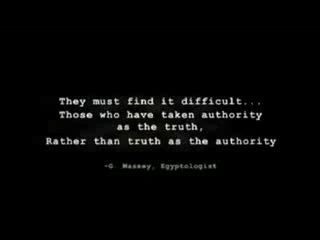 They must find it difficult...
Those who have taken authority
as the truth,
Rather than truth as the authority
-G. Massey, Egyptologist